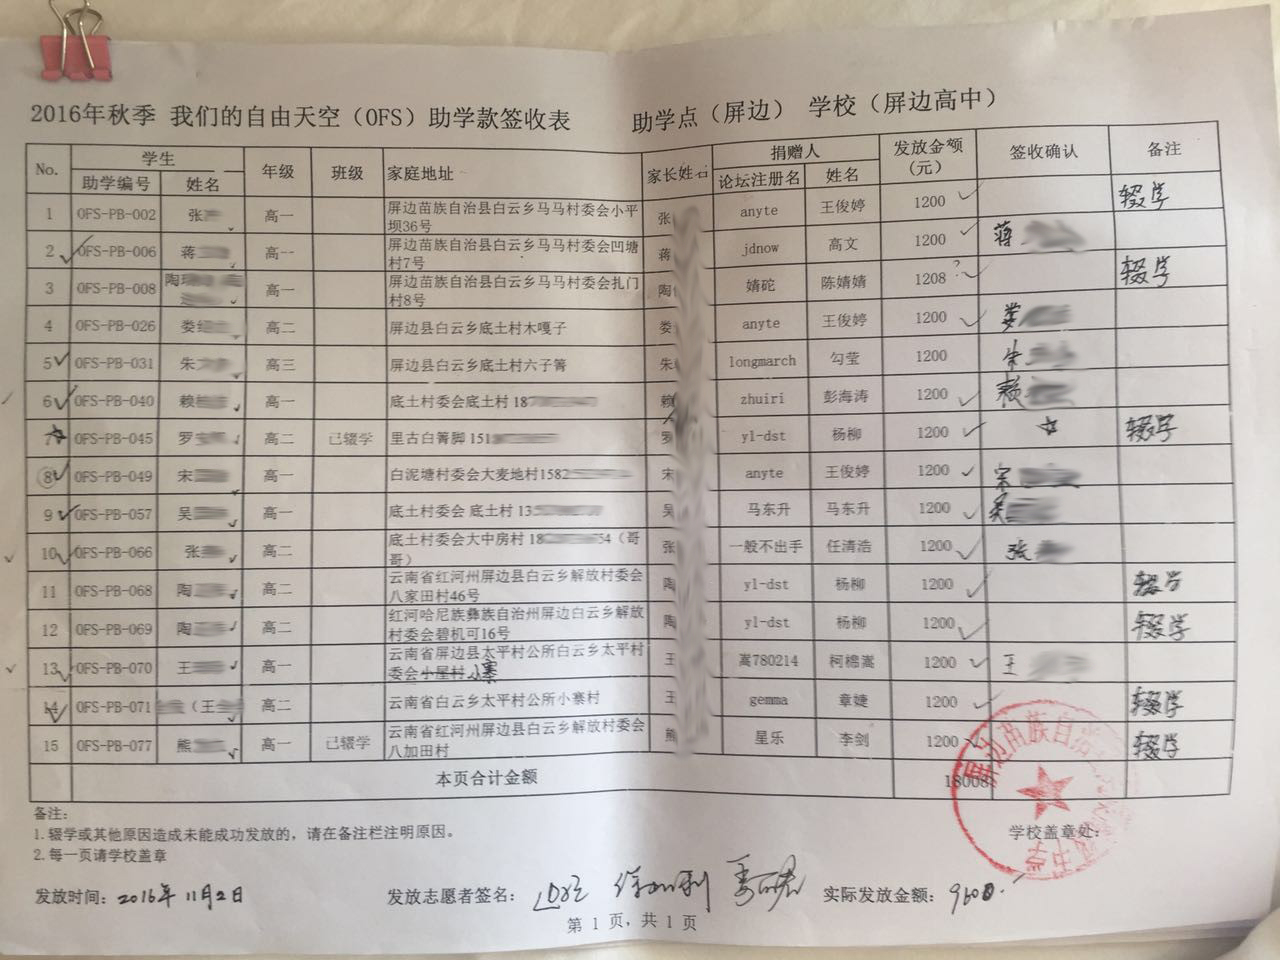 2016年秋季 我们的自由天空（OFS）助学款签收表 助学点（屏边） 学校（屏边高中）
No. 学生 年级 班级 家庭地址 家长姓名 捐赠人 发放金额（元） 签收确认 备注
助学编号 姓名 论坛注册名 姓名
1 OFS-PB-002 张 高一 屏边苗族自治县白云乡马马村委会小平坝36号 张 anyte 王俊婷 1200 辍学
2 OFS-PB-006 蒋 高一 屏边苗族自治县白云乡马马村委会凹塘村7号 蒋 jdnow 高文 1200 蒋
3 OFS-PB-008 陶 高一 屏边苗族自治县白云乡马马村委会扎门村8号 陶 婧砣 陈婧婧 1208 ? 辍学
4 OFS-PB-026 娄 高二 屏边县白云乡底土村木嘎子 娄 anyte 王俊婷 1200 娄
5 OFS-PB-031 朱 高三 屏边县白云乡底土村六子箐 朱 longmarch 勾莹 1200 朱
6 OFS-PB-040 赖 高一 底土村委会底土村 18 赖 zhuiri 彭海涛 1200 赖
7 OFS-PB-045 罗 高二 已辍学 里古白箐脚 151 罗 yl-dst 杨柳 1200 辍学
8 OFS-PB-049 宋 高一 白泥塘村委会大麦地村1582 宋 anyte 王俊婷 1200 宋
9 OFS-PB-057 吴 高一 底土村委会 底土村 13 吴 马东升 马东升 1200 吴
10 OFS-PB-066 张 高二 底土村委会大中房村 18 54（哥哥） 张 一般不出手 任清浩 1200 张
11 OFS-PB-068 陶 高二 云南省红河州屏边县白云乡解放村委会八家田村46号 陶 yl-dst 杨柳 1200 辍学
12 OFS-PB-069 陶 高二 红河哈尼族彝族自治州屏边白云乡解放村委会碧机可16号 陶 yl-dst 杨柳 1200 辍学
13 OFS-PB-070 王 高一 云南省屏边县太平村公所白云乡太平村委会小屋村 小寨 王 嵩780214 柯棉嵩 1200 王
14 OFS-PB-071 （王 高二 云南省白云乡太平村公所小寨村 王 gemma 章婕 1200 辍学
15 OFS-PB-077 熊 高一 已辍学 云南省红河州屏边县白云乡解放村委会八加田村 熊 星乐 李剑 1200 辍学
本页合计金额 18008
备注：
1. 辍学或其他原因造成未能成功发放的，请在备注栏注明原因。
2. 每一页请学校盖章
学校盖章处：
屏边苗族自治
发放时间：2016年11月2日 发放志愿者签名： 实际发放金额：9600.
第 1 页，共 1 页